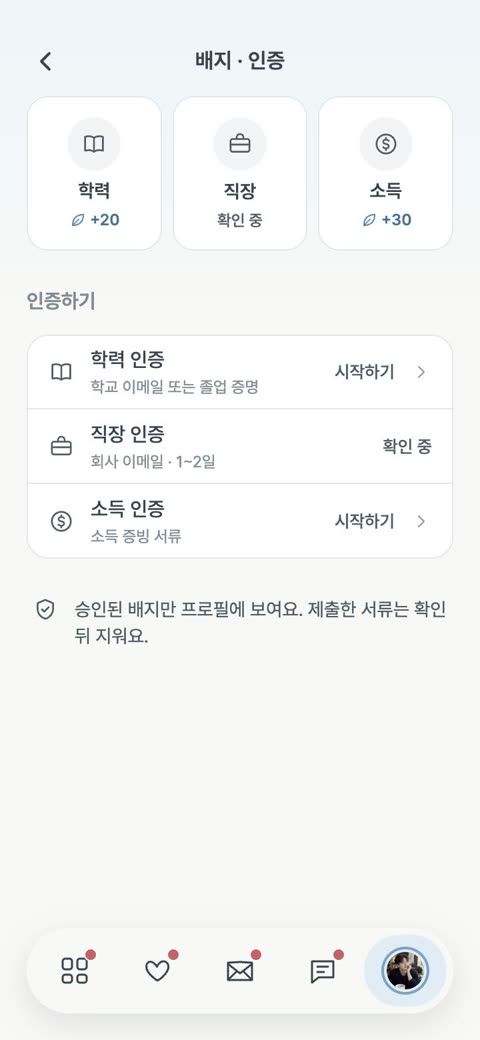 배지 · 인증
학력
+20
직장
확인 중
소득
+30
인증하기
학력 인증
학교 이메일 또는 졸업 증명
시작하기
직장 인증
회사 이메일 · 1~2일
확인 중
소득 인증
소득 증빙 서류
시작하기
승인된 배지만 프로필에 보여요. 제출한 서류는 확인
뒤 지워요.